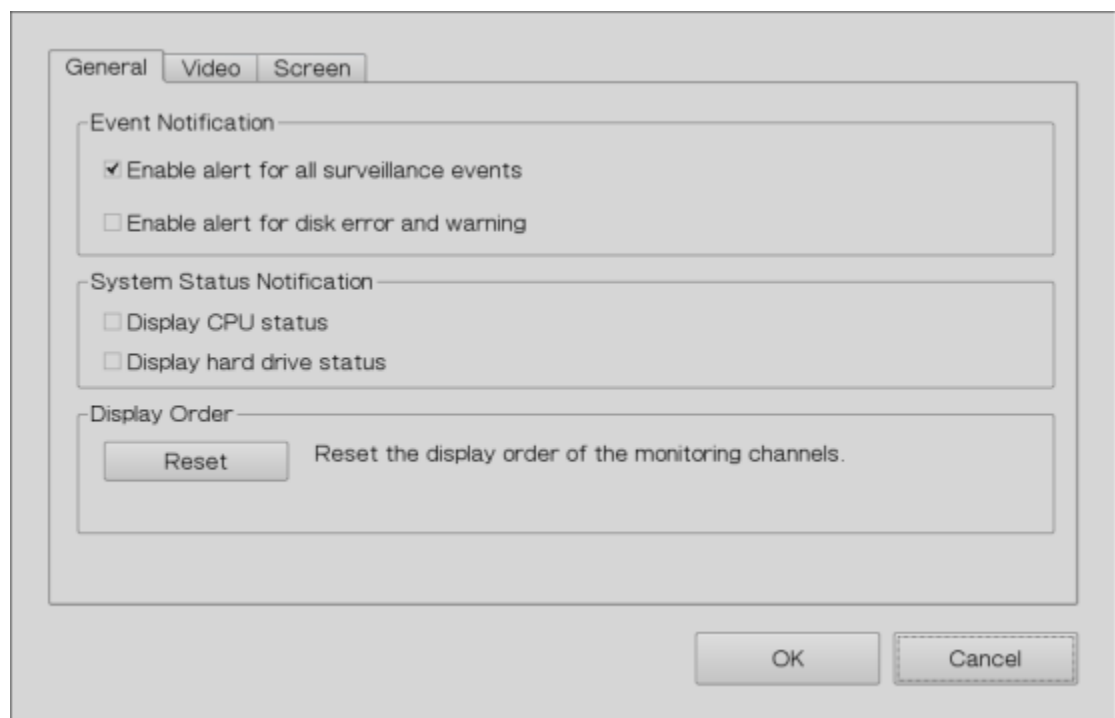 General Video Screen
Event Notification
Enable alert for all surveillance events
Enable alert for disk error and warning
System Status Notification
Display CPU status
Display hard drive status
Display Order
Reset Reset the display order of the monitoring channels.
OK Cancel